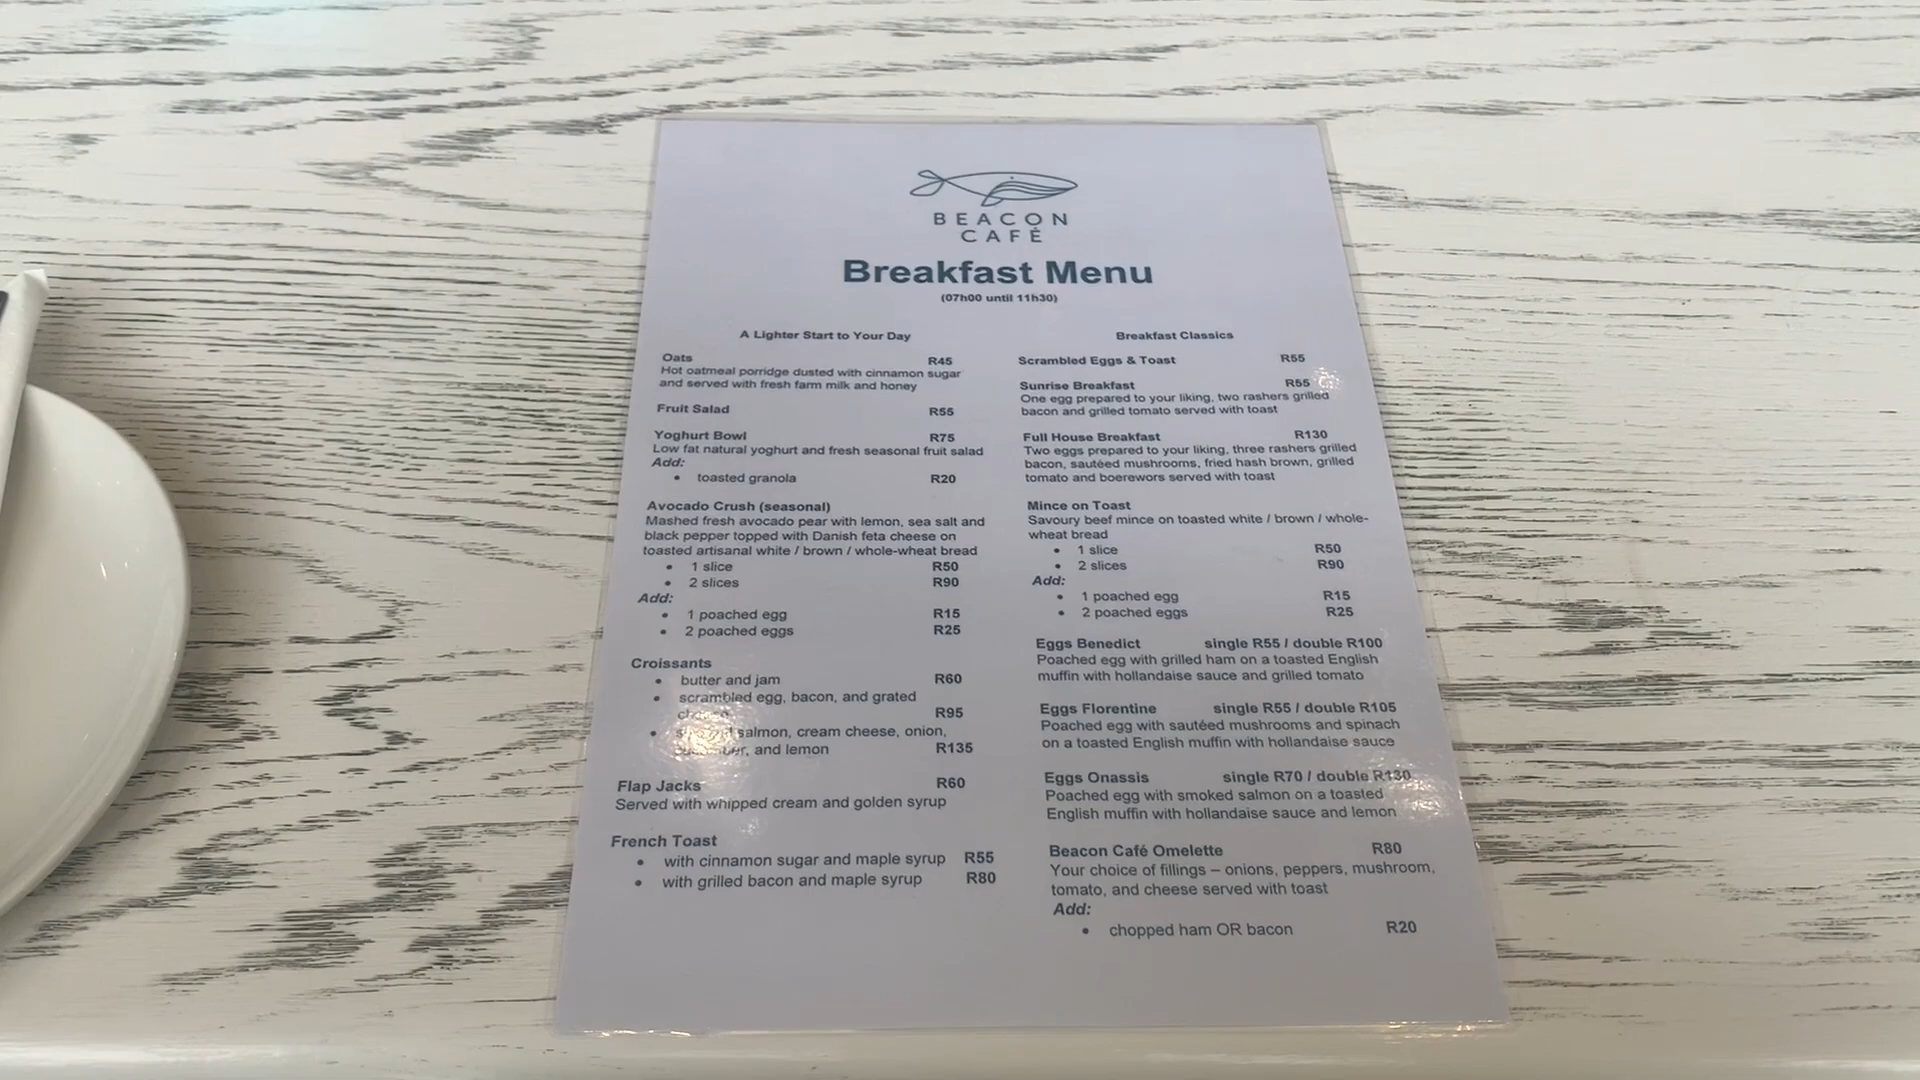 BEACON
CAFÉ
Breakfast Menu
(07h00 until 11h30)
A Lighter Start to Your Day
Oats R45
Hot oatmeal porridge dusted with cinnamon sugar
and served with fresh farm milk and honey
Fruit Salad R55
Yoghurt Bowl R75
Low fat natural yoghurt and fresh seasonal fruit salad
Add:
• toasted granola R20
Avocado Crush (seasonal)
Mashed fresh avocado pear with lemon, sea salt and
black pepper topped with Danish feta cheese on
toasted artisanal white / brown / whole-wheat bread
• 1 slice R50
• 2 slices R90
Add:
• 1 poached egg R15
• 2 poached eggs R25
Croissants
• butter and jam R60
• scrambled egg, bacon, and grated
R95
• salmon, cream cheese, onion,
and lemon R135
Flap Jacks R60
Served with whipped cream and golden syrup
French Toast
• with cinnamon sugar and maple syrup R55
• with grilled bacon and maple syrup R80
Breakfast Classics
Scrambled Eggs & Toast R55
Sunrise Breakfast R55
One egg prepared to your liking, two rashers grilled
bacon and grilled tomato served with toast
Full House Breakfast R130
Two eggs prepared to your liking, three rashers grilled
bacon, sautéed mushrooms, fried hash brown, grilled
tomato and boerewors served with toast
Mince on Toast
Savoury beef mince on toasted white / brown / whole-
wheat bread
• 1 slice R50
• 2 slices R90
Add:
• 1 poached egg R15
• 2 poached eggs R25
Eggs Benedict single R55 / double R100
Poached egg with grilled ham on a toasted English
muffin with hollandaise sauce and grilled tomato
Eggs Florentine single R55 / double R105
Poached egg with sautéed mushrooms and spinach
on a toasted English muffin with hollandaise sauce
Eggs Onassis single R70 / double R130
Poached egg with smoked salmon on a toasted
English muffin with hollandaise sauce and lemon
Beacon Café Omelette R80
Your choice of fillings – onions, peppers, mushroom,
tomato, and cheese served with toast
Add:
• chopped ham OR bacon R20